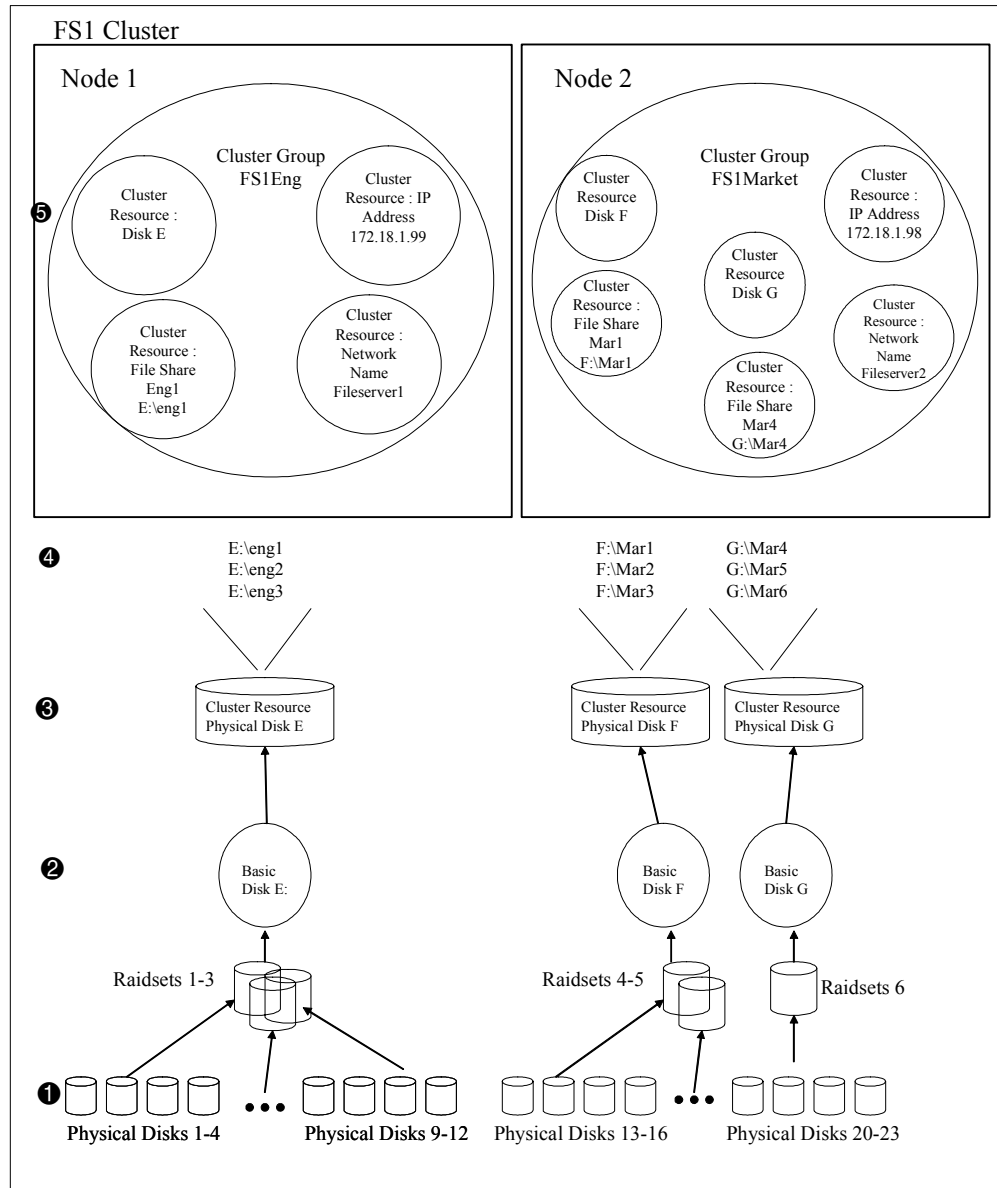 FS1 Cluster
Node 1
Cluster Group
FS1Eng
Cluster
Resource :
Disk E
Cluster
Resource : IP
Address
172.18.1.99
Cluster
Resource :
File Share
Eng1
E:\eng1
Cluster
Resource :
Network
Name
Fileserver1
Node 2
Cluster Group
FS1Market
Cluster
Resource
Disk F
Cluster
Resource :
IP Address
172.18.1.98
Cluster
Resource
Disk G
Cluster
Resource :
File Share
Mar1
F:\Mar1
Cluster
Resource :
Network
Name
Fileserver2
Cluster
Resource :
File Share
Mar4
G:\Mar4
5
4
E:\eng1
E:\eng2
E:\eng3
F:\Mar1
F:\Mar2
F:\Mar3
G:\Mar4
G:\Mar5
G:\Mar6
3
Cluster Resource
Physical Disk E
Cluster Resource
Physical Disk F
Cluster Resource
Physical Disk G
2
Basic
Disk E:
Basic
Disk F
Basic
Disk G
Raidsets 1-3
Raidsets 4-5
Raidsets 6
1
Physical Disks 1-4
Physical Disks 9-12
Physical Disks 13-16
Physical Disks 20-23